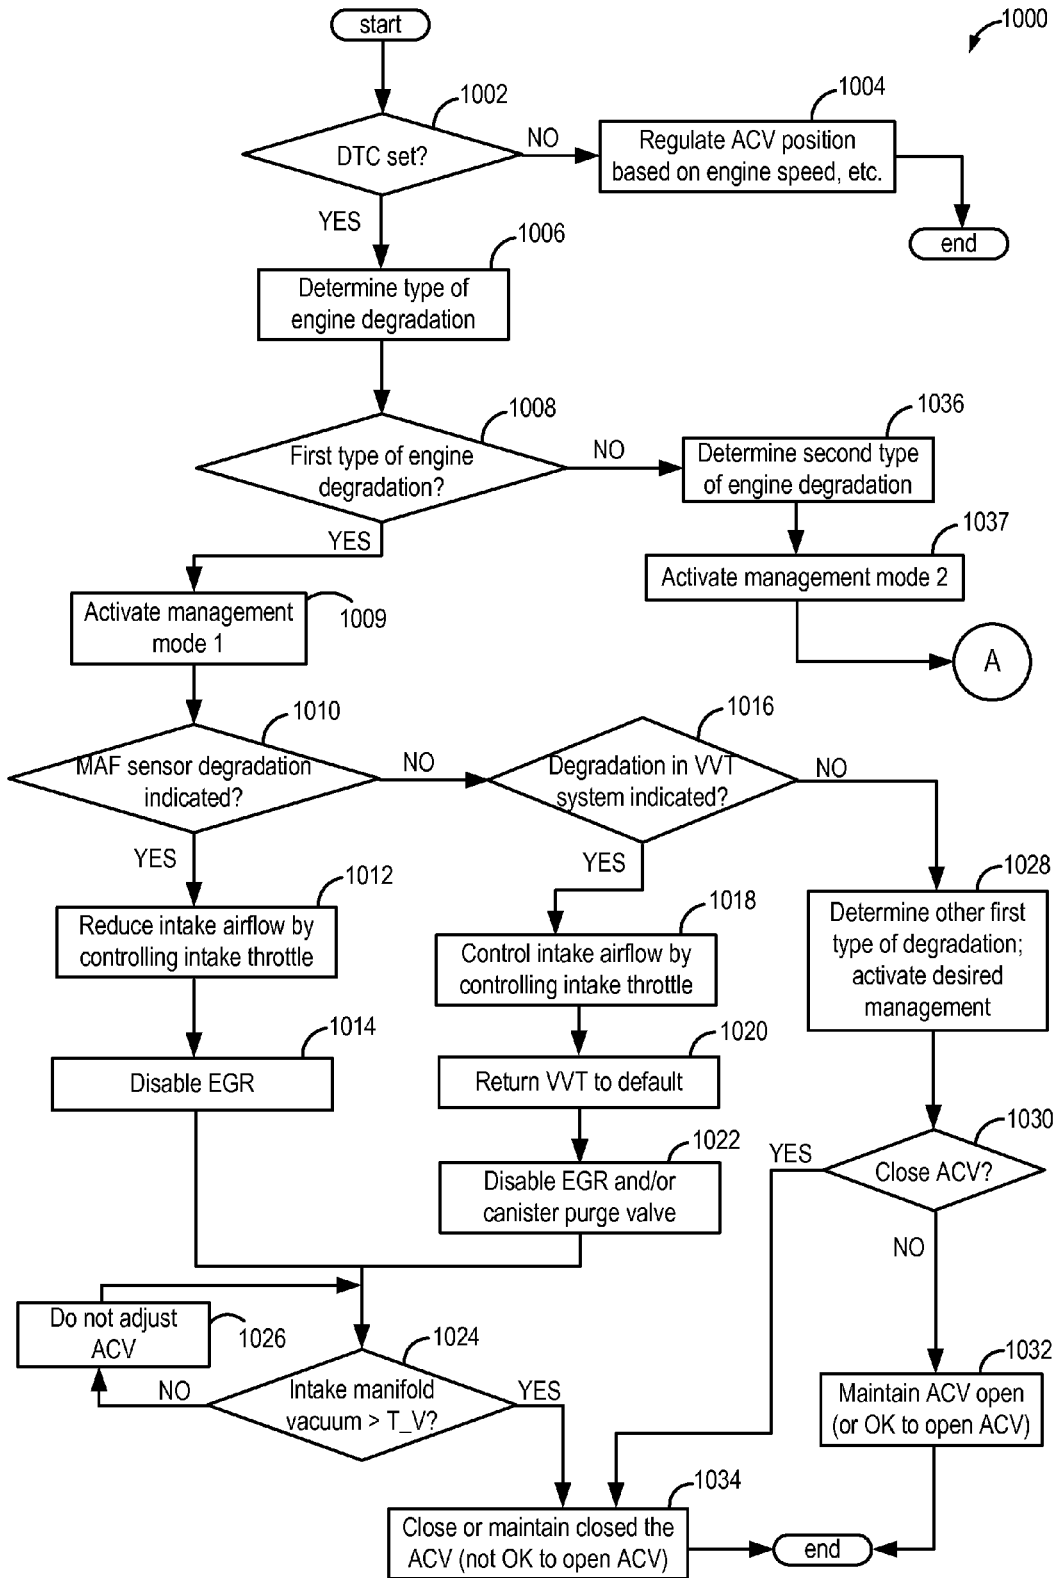 start
1000
1002
DTC set?
NO
1004
Regulate ACV position
based on engine speed, etc.
end
YES
1006
Determine type of
engine degradation
1008
First type of engine
degradation?
NO
1036
Determine second type
of engine degradation
1037
Activate management mode 2
A
YES
Activate management
mode 1
1009
1010
MAF sensor degradation
indicated?
NO
1016
Degradation in VVT
system indicated?
NO
YES
1012
Reduce intake airflow by
controlling intake throttle
1014
Disable EGR
YES
1018
Control intake airflow by
controlling intake throttle
1020
Return VVT to default
1022
Disable EGR and/or
canister purge valve
1028
Determine other first
type of degradation;
activate desired
management
1030
Close ACV?
YES
NO
Do not adjust
ACV
1026
1024
Intake manifold
vacuum > T_V?
NO
YES
1032
Maintain ACV open
(or OK to open ACV)
1034
Close or maintain closed the
ACV (not OK to open ACV)
end